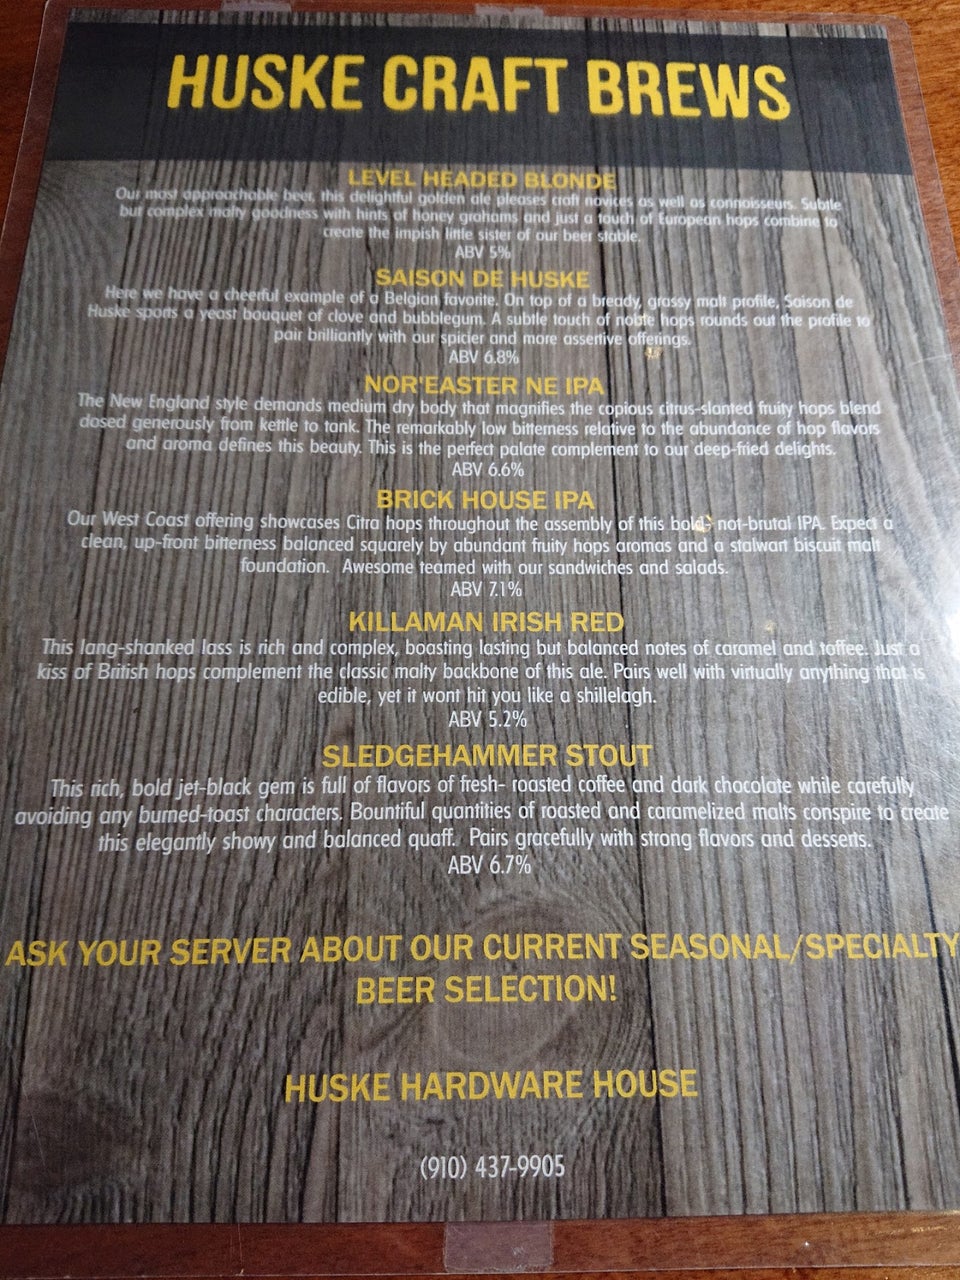 HUSKE CRAFT BREWS
LEVEL HEADED BLONDE
Our most approachable beer, this delightful golden ale pleases craft novices as well as connoisseurs. Subtle
but complex malty goodness with hints of honey grahams and just a touch of European hops combine to
create the impish little sister of our beer stable.
ABV 5%
SAISON DE HUSKE
Here we have a cheerful example of a Belgian favorite. On top of a bready, grassy malt profile, Saison de
Huske sports a yeast bouquet of clove and bubblegum. A subtle touch of noble hops rounds out the profile to
pair brilliantly with our spicier and more assertive offerings.
ABV 6.8%
NOR'EASTER NE IPA
The New England style demands medium dry body that magnifies the copious citrus-slanted fruity hops blend
dosed generously from kettle to tank. The remarkably low bitterness relative to the abundance of hop flavors
and aroma defines this beauty. This is the perfect palate complement to our deep-fried delights.
ABV 6.6%
BRICK HOUSE IPA
Our West Coast offering showcases Citra hops throughout the assembly of this bold- not-brutal IPA. Expect a
clean, up-front bitterness balanced squarely by abundant fruity hops aromas and a stalwart biscuit malt
foundation. Awesome teamed with our sandwiches and salads.
ABV 7.1%
KILLAMAN IRISH RED
This lang-shanked lass is rich and complex, boasting lasting but balanced notes of caramel and toffee. Just a
kiss of British hops complement the classic malty backbone of this ale. Pairs well with virtually anything that is
edible, yet it wont hit you like a shillelagh.
ABV 5.2%
SLEDGEHAMMER STOUT
This rich, bold jet-black gem is full of flavors of fresh- roasted coffee and dark chocolate while carefully
avoiding any burned-toast characters. Bountiful quantities of roasted and caramelized malts conspire to create
this elegantly showy and balanced quaff. Pairs gracefully with strong flavors and desserts.
ABV 6.7%
ASK YOUR SERVER ABOUT OUR CURRENT SEASONAL/SPECIALTY
BEER SELECTION!
HUSKE HARDWARE HOUSE
(910) 437-9905